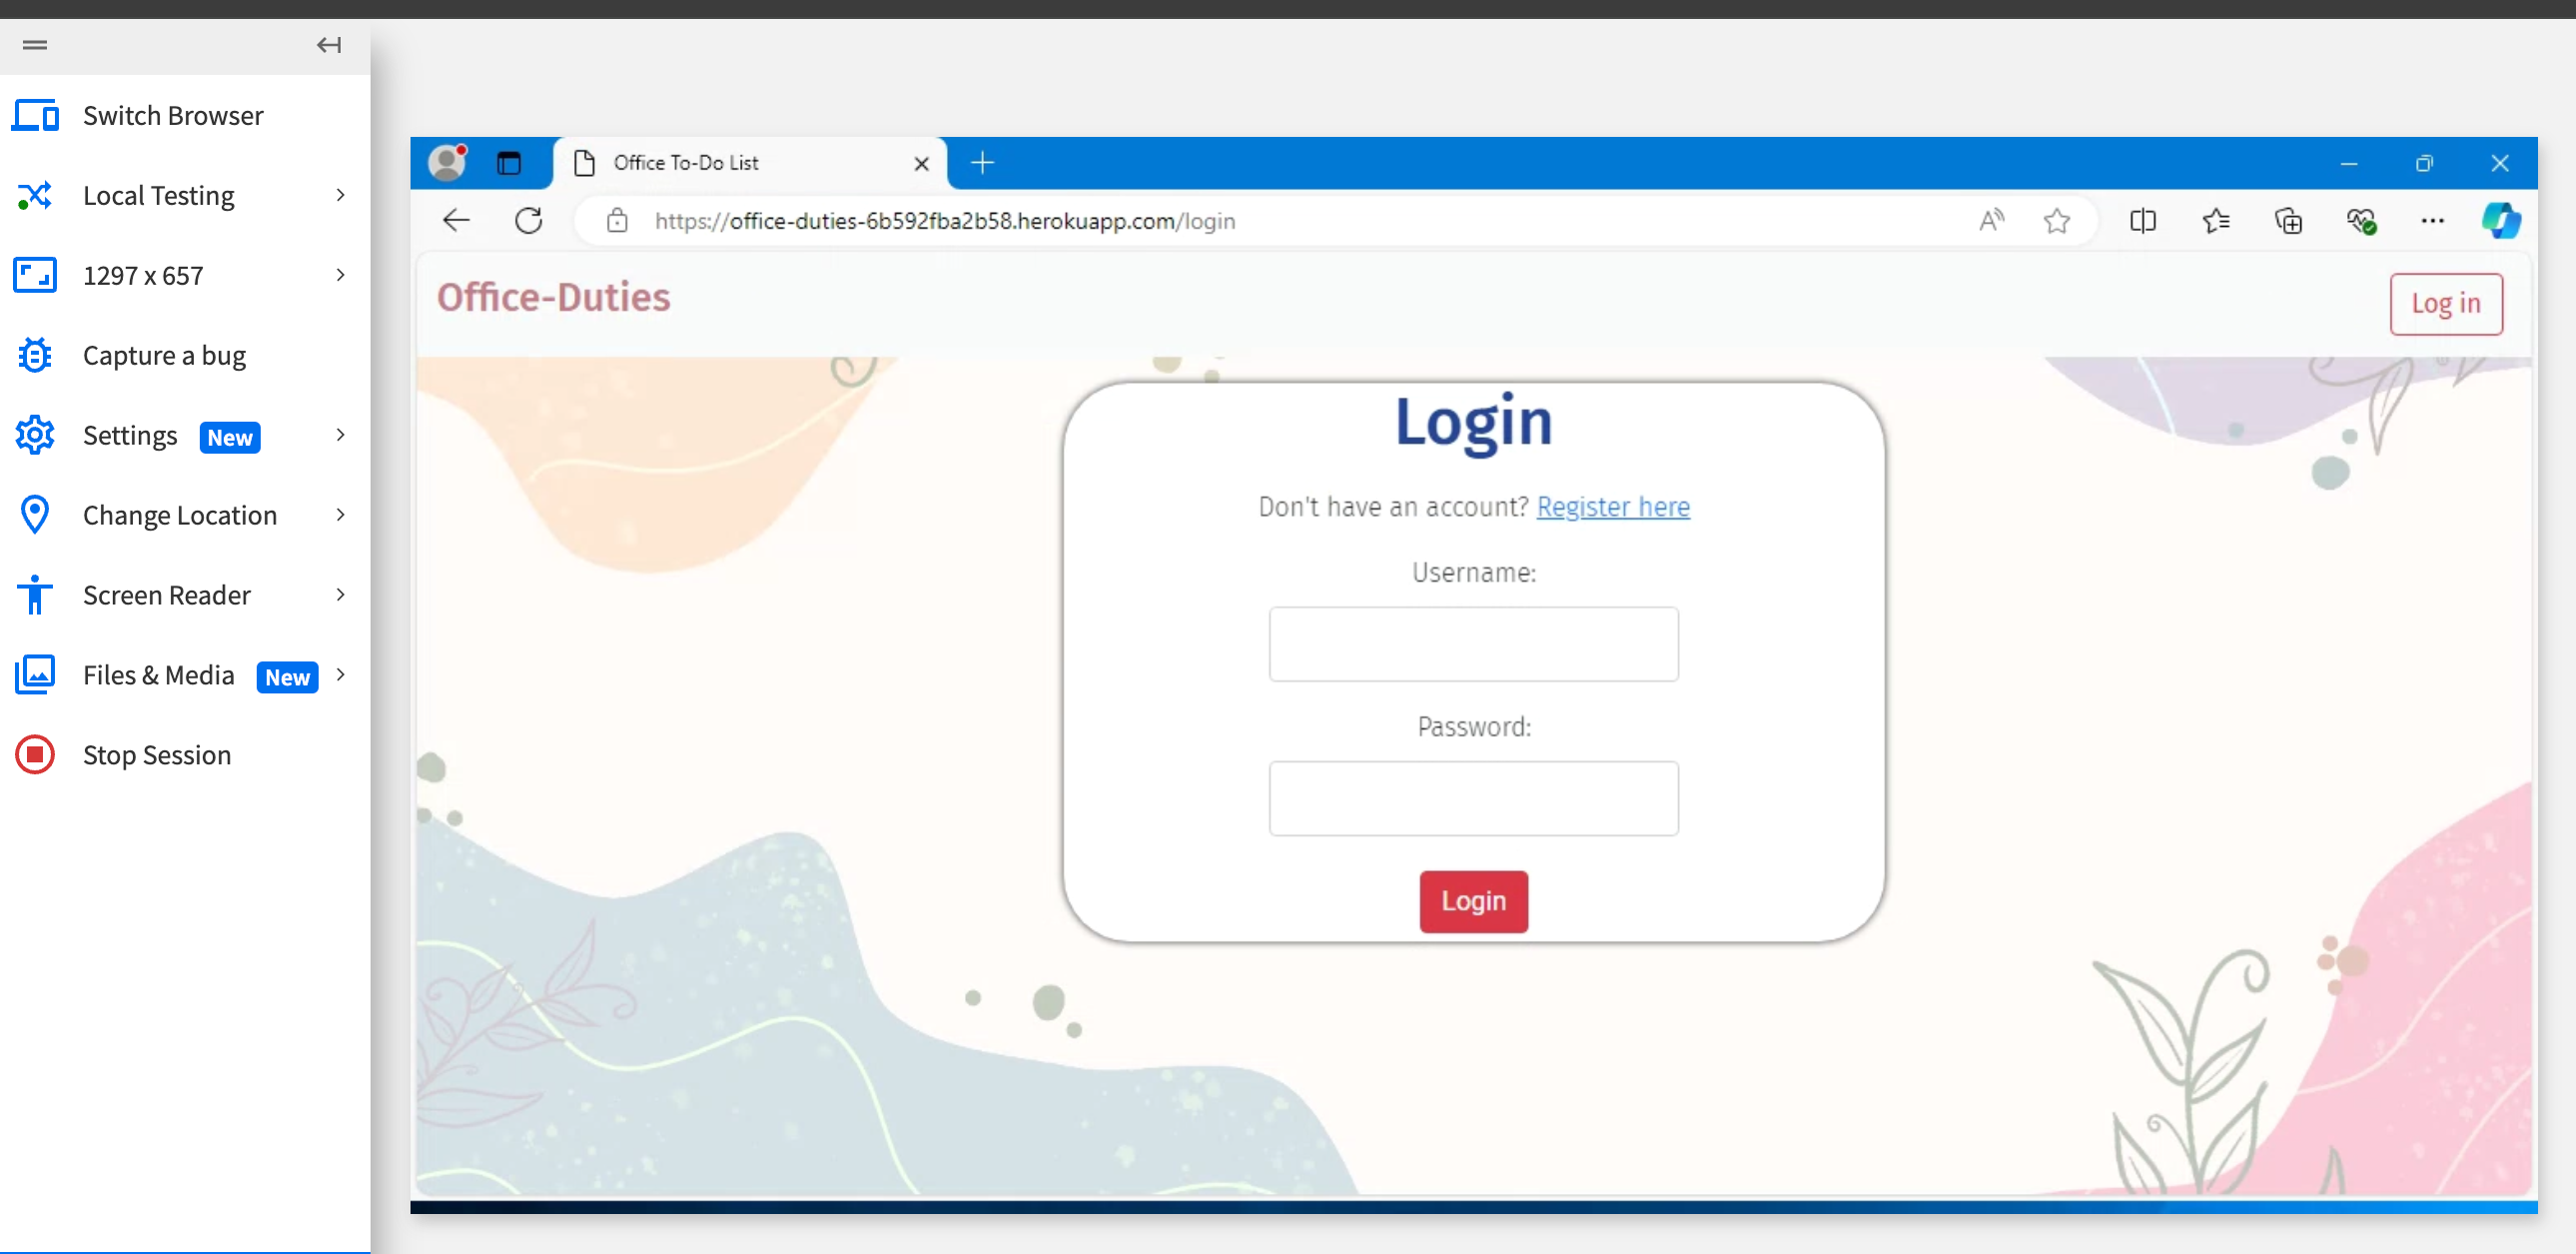 Switch Browser
Local Testing
1297 x 657
Capture a bug
Settings New
Change Location
Screen Reader
Files & Media New
Stop Session
Office To-Do List
https://office-duties-6b592fba2b58.herokuapp.com/login
Office-Duties
Log in
Login
Don't have an account? Register here
Username:
Password:
Login